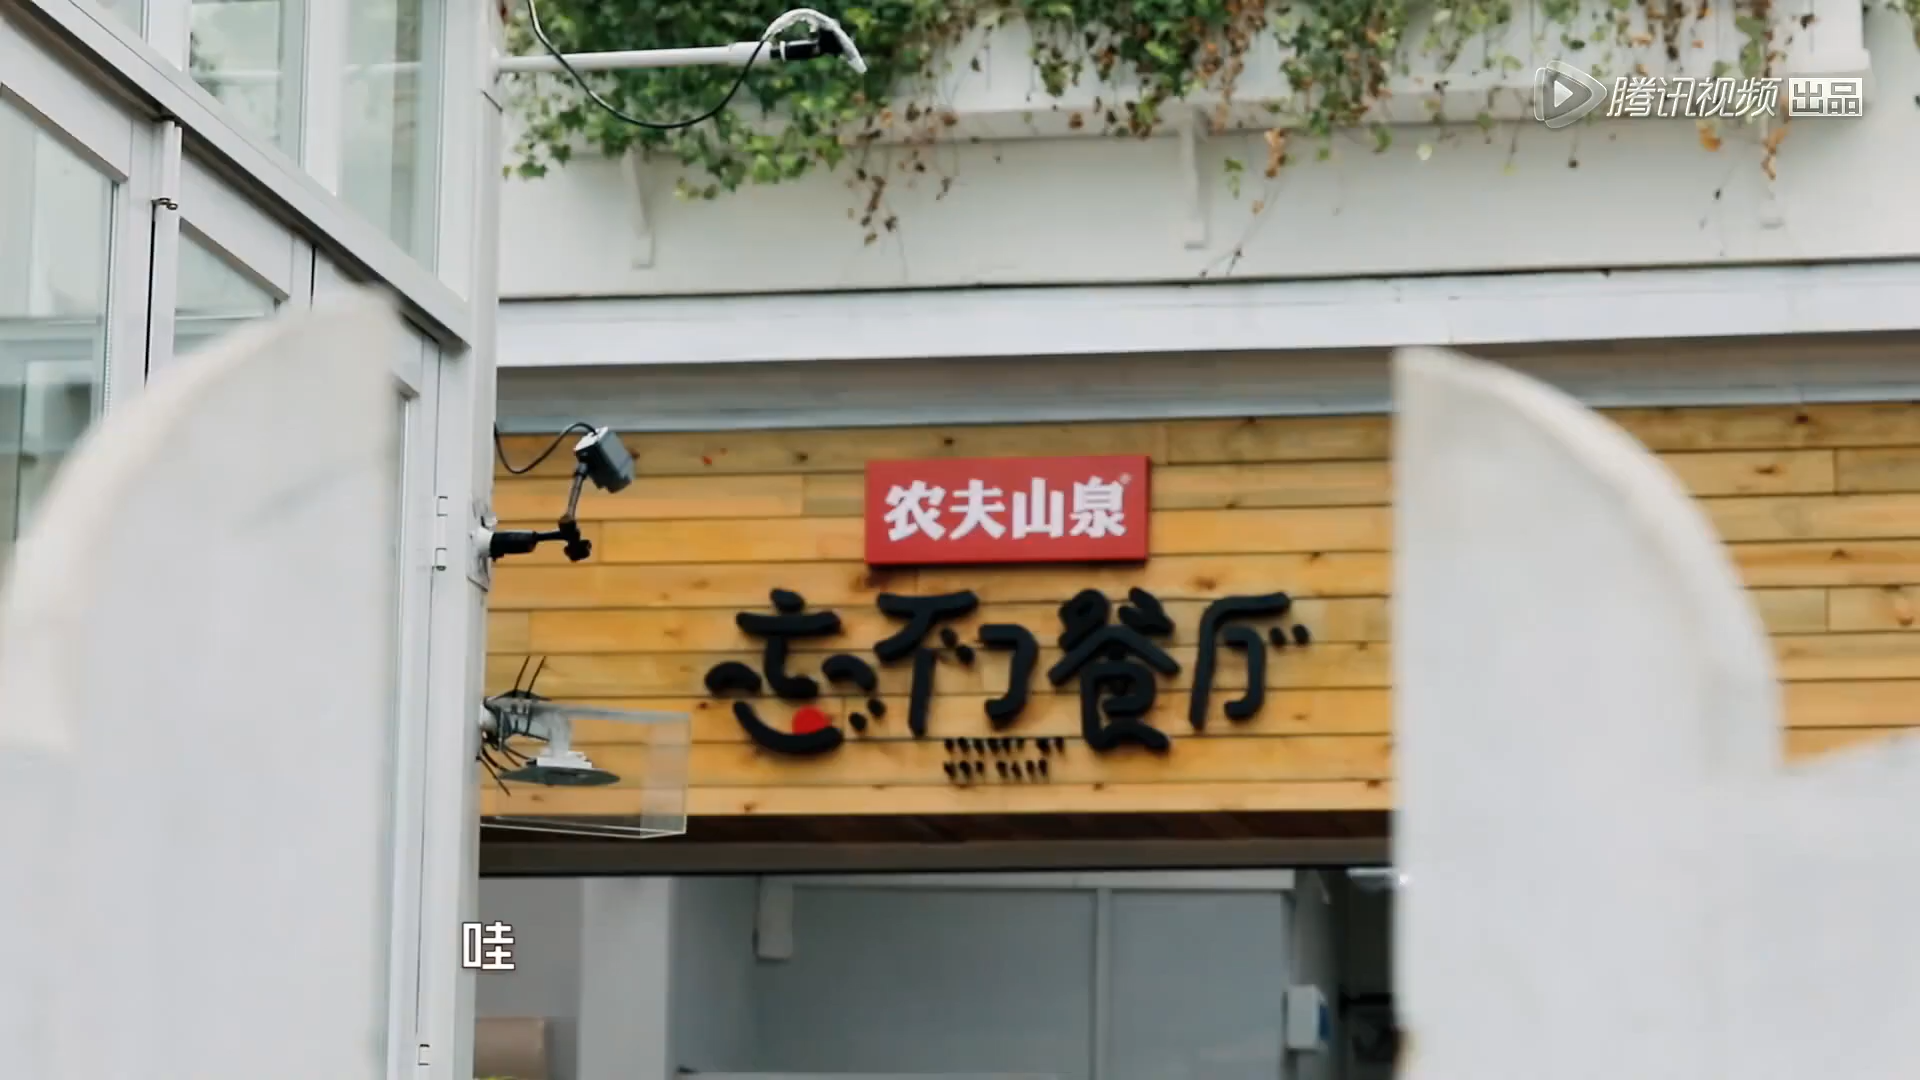 腾讯视频 出品
农夫山泉
忘不了餐厅
哇